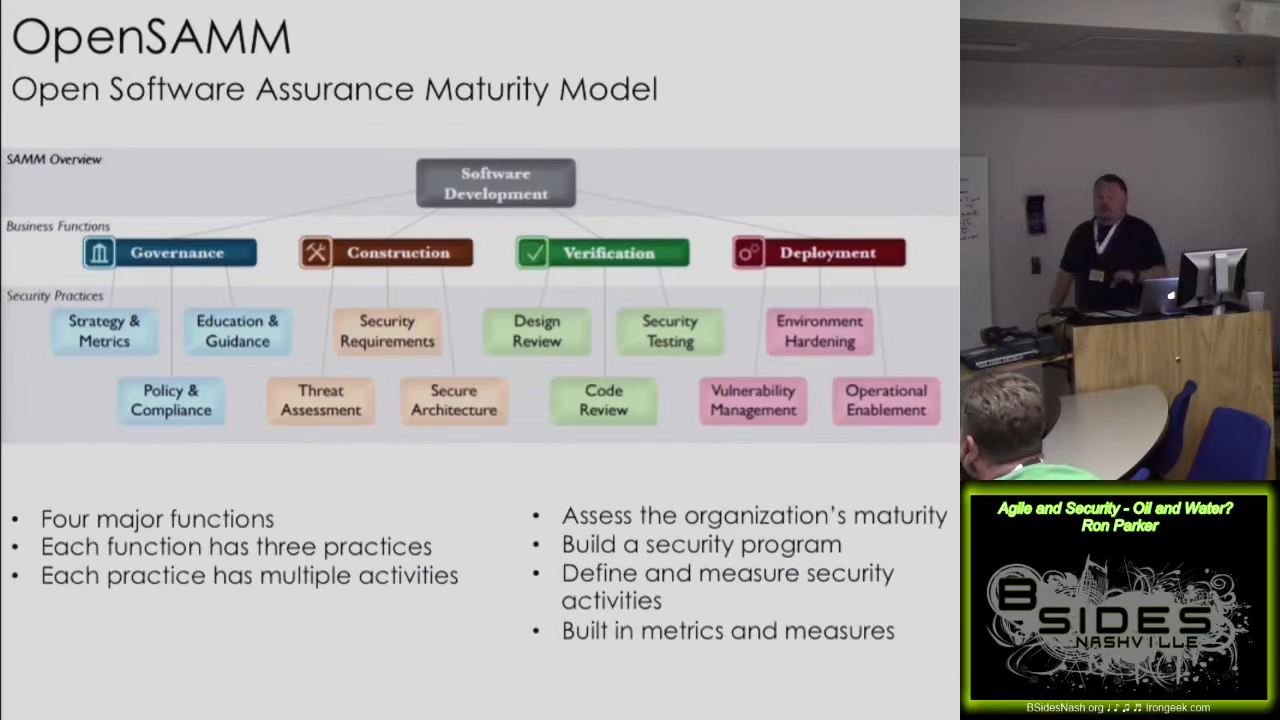 OpenSAMM
Open Software Assurance Maturity Model
SAMM Overview
Software
Development
Business Functions
Governance
Construction
Verification
Deployment
Security Practices
Strategy &
Metrics
Education &
Guidance
Security
Requirements
Design
Review
Security
Testing
Environment
Hardening
Policy &
Compliance
Threat
Assessment
Secure
Architecture
Code
Review
Vulnerability
Management
Operational
Enablement
• Four major functions
• Each function has three practices
• Each practice has multiple activities
• Assess the organization's maturity
• Build a security program
• Define and measure security
activities
• Built in metrics and measures
Agile and Security - Oil and Water?
Ron Parker
BSIDES
NASHVILLE
BSidesNash.org ♩♪♫♬ Irongeek.com